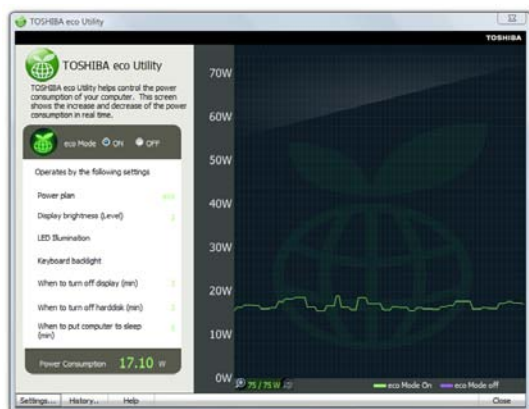 TOSHIBA eco Utility
TOSHIBA
TOSHIBA eco Utility
TOSHIBA eco Utility helps control the power
consumption of your computer. This screen
shows the increase and decrease of the power
consumption in real time.
eco Mode ON OFF
Operates by the following settings
Power plan eco
Display brightness (Level)
LED Illumination
Keyboard backlight
When to turn off display (min)
When to turn off harddisk (min)
When to put computer to sleep
(min)
Power Consumption 17.10 W
70W
60W
50W
40W
30W
20W
10W
0W
75 / 75 W
eco Mode On eco Mode off
Settings... History.. Help Close